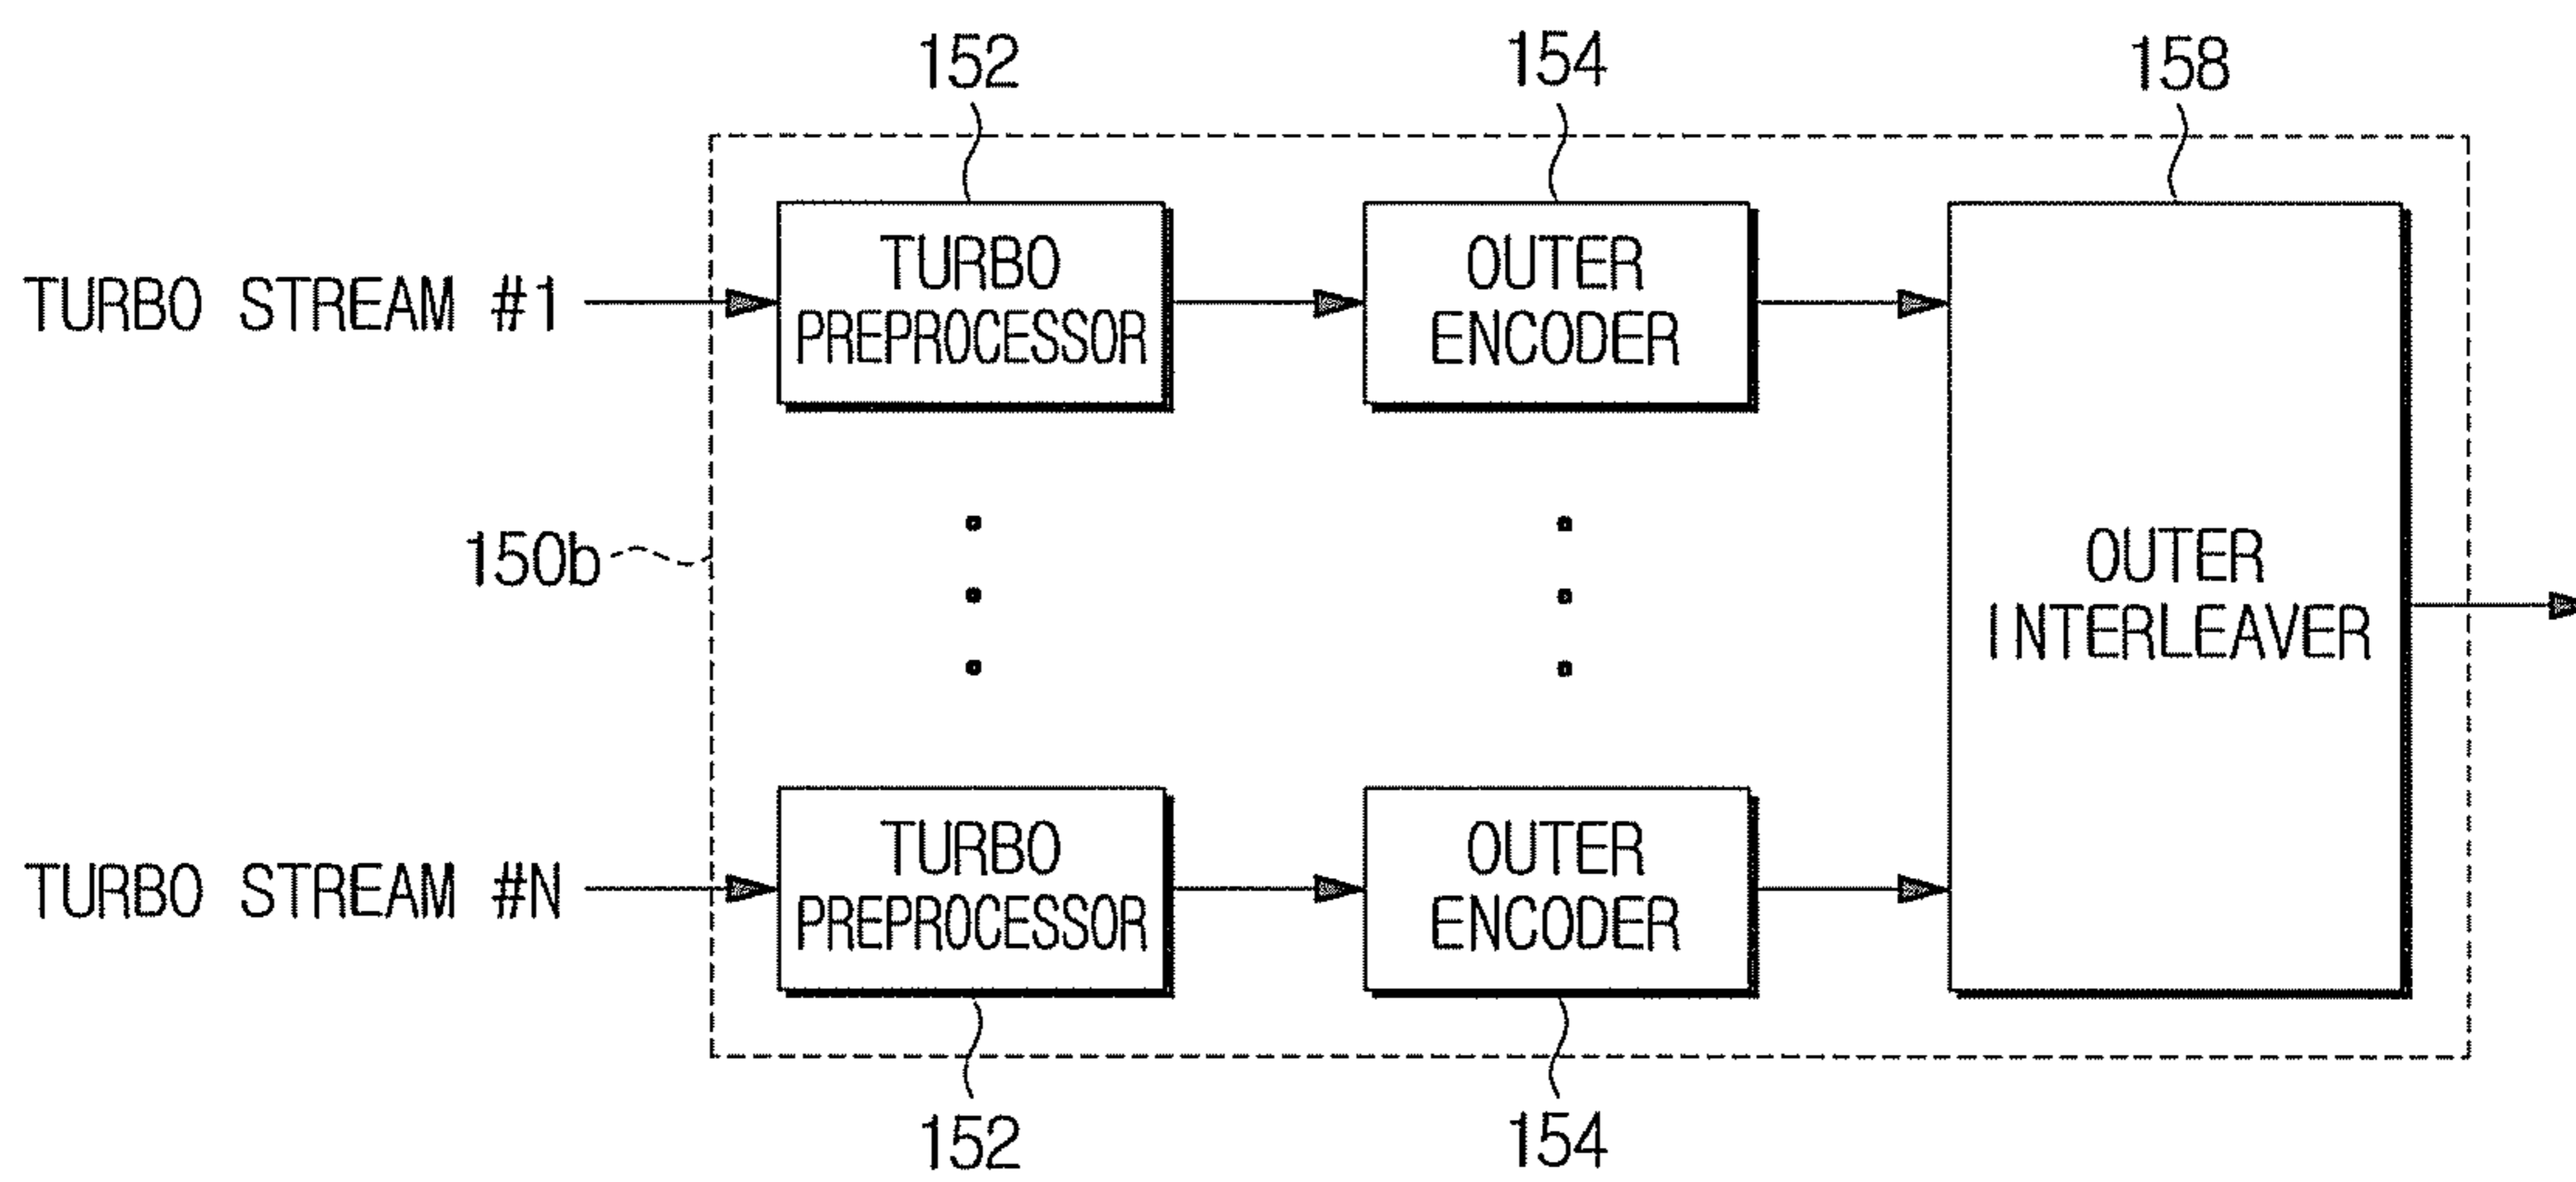 152
154
158
TURBO STREAM #1
TURBO
PREPROCESSOR
OUTER
ENCODER
150b
OUTER
INTERLEAVER
TURBO STREAM #N
TURBO
PREPROCESSOR
OUTER
ENCODER
152
154